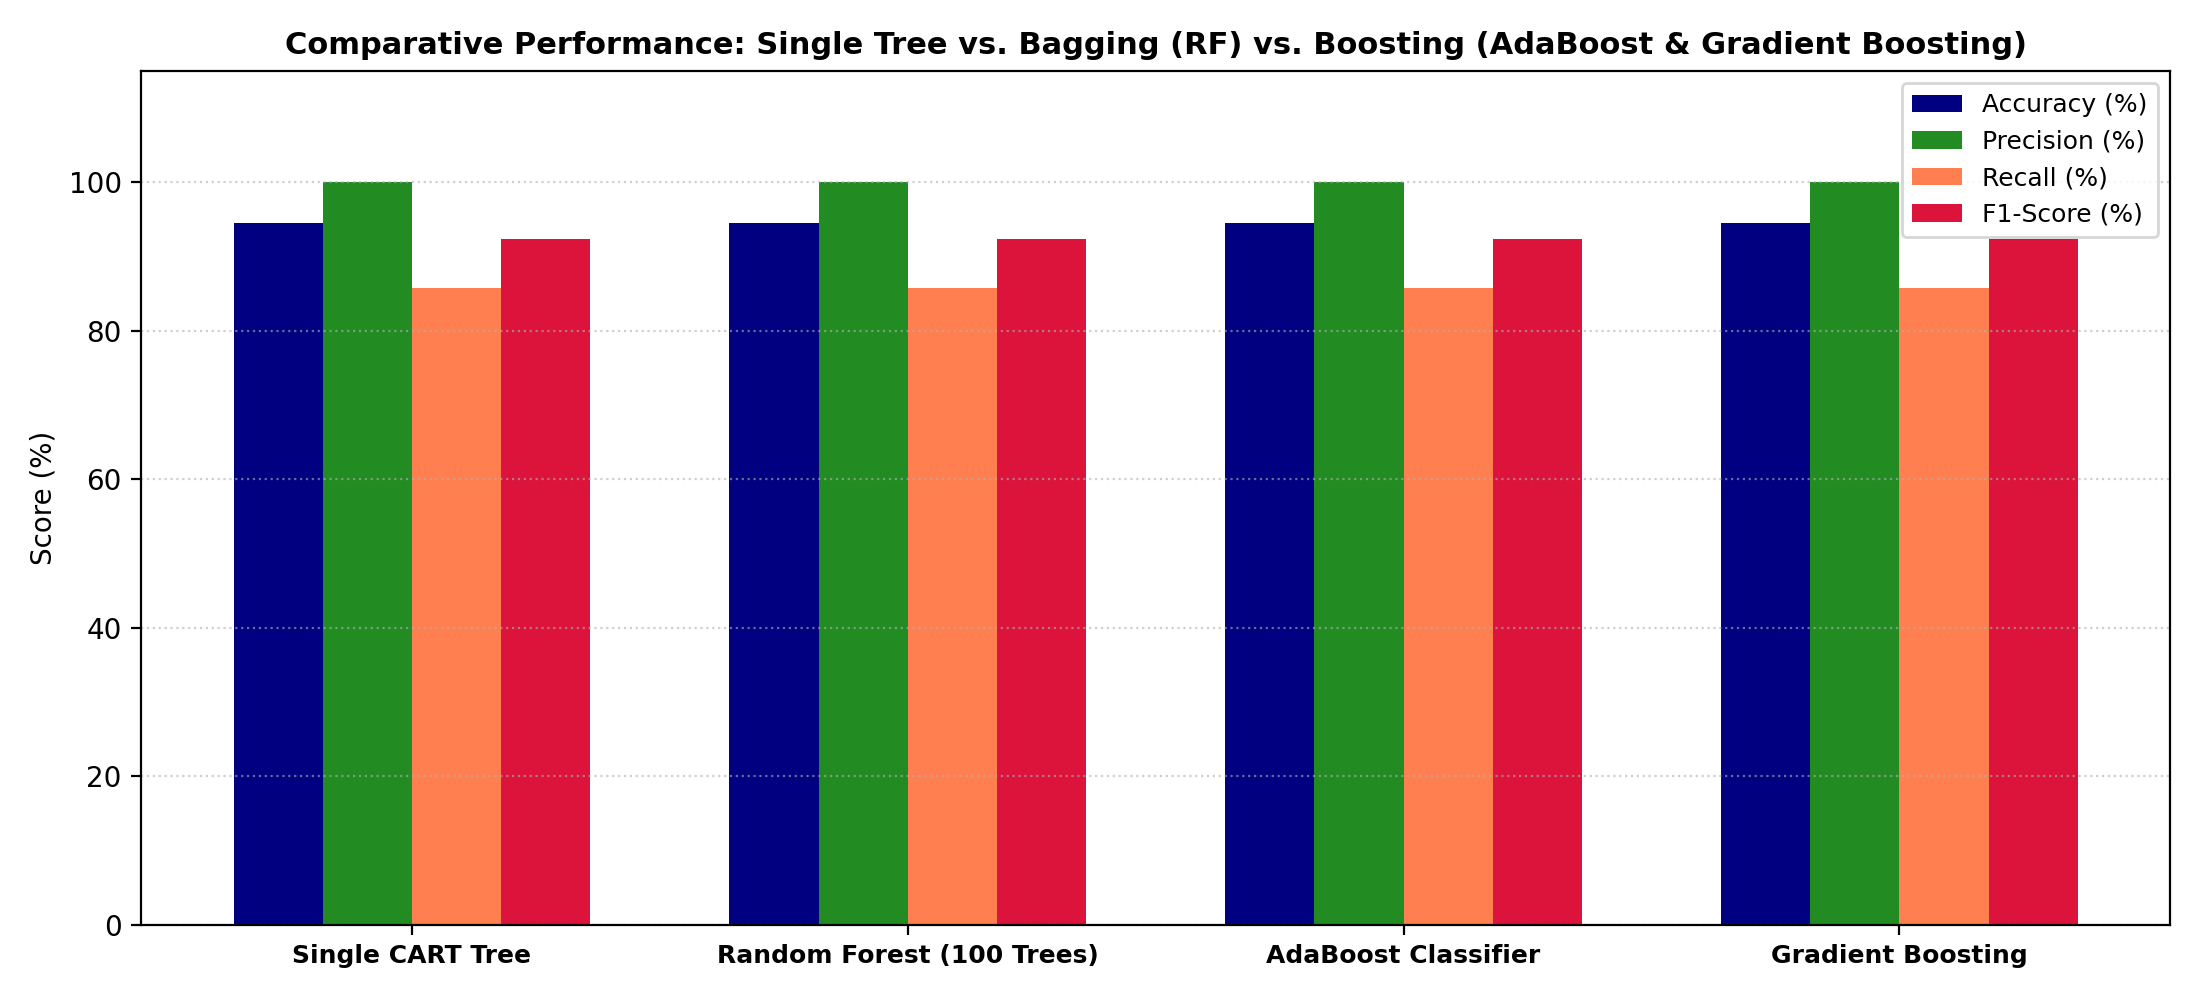 Comparative Performance: Single Tree vs. Bagging (RF) vs. Boosting (AdaBoost & Gradient Boosting)
Accuracy (%)
Precision (%)
Recall (%)
F1-Score (%)
Score (%)
100
80
60
40
20
0
Single CART Tree
Random Forest (100 Trees)
AdaBoost Classifier
Gradient Boosting